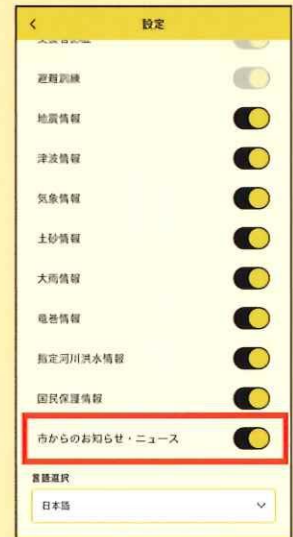 設定
避難訓練
地震情報
津波情報
気象情報
土砂情報
大雨情報
竜巻情報
指定河川洪水情報
国民保護情報
市からのお知らせ・ニュース
言語選択
日本語